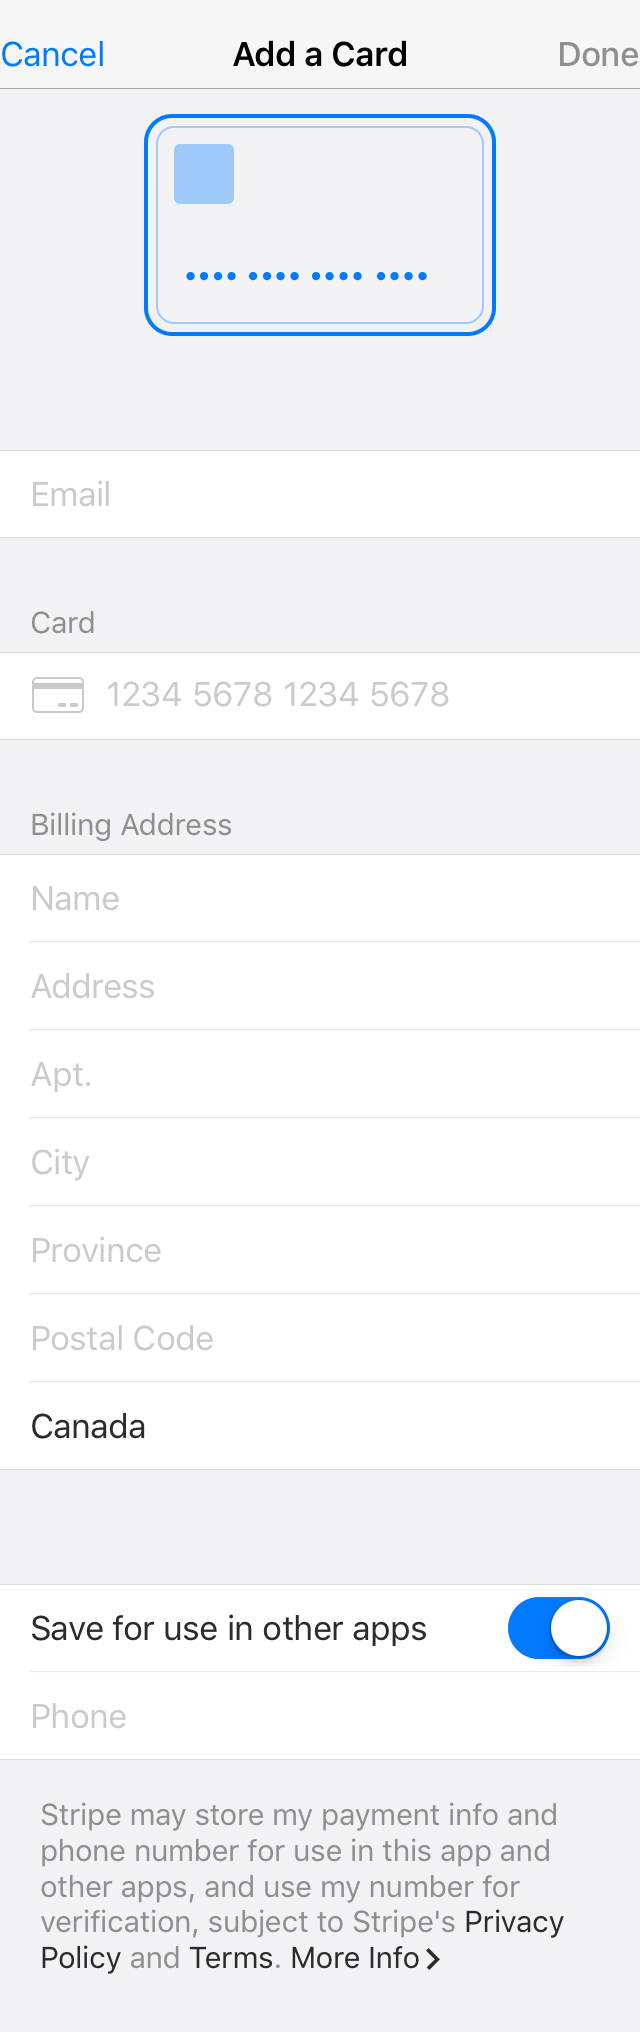 Cancel Add a Card Done
•••• •••• •••• ••••
Email
Card
1234 5678 1234 5678
Billing Address
Name
Address
Apt.
City
Province
Postal Code
Canada
Save for use in other apps
Phone
Stripe may store my payment info and
phone number for use in this app and
other apps, and use my number for
verification, subject to Stripe's Privacy
Policy and Terms. More Info